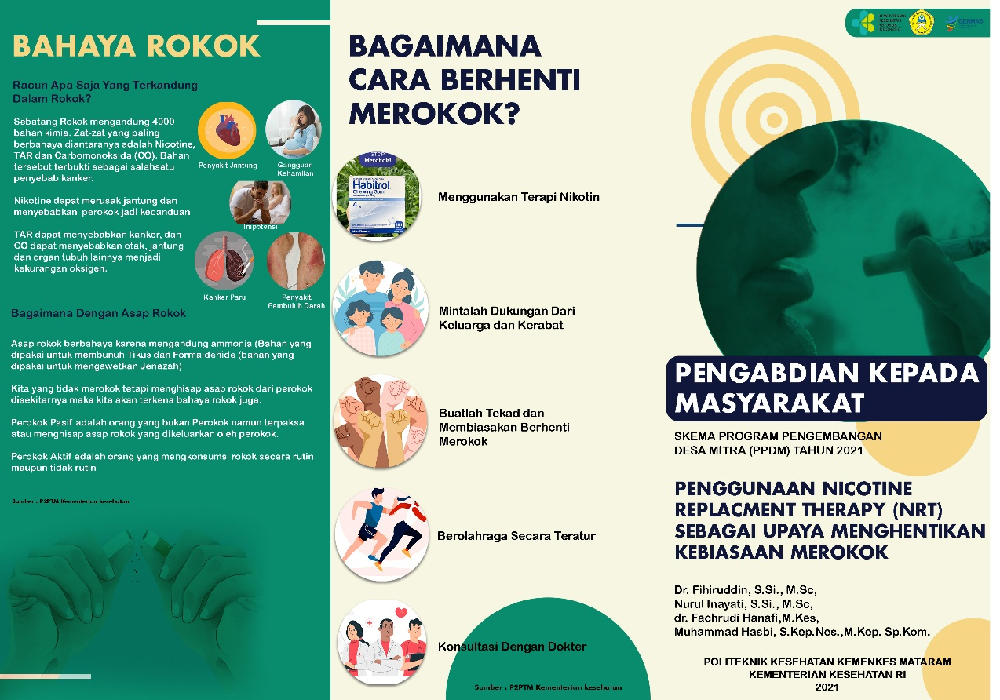 BAHAYA ROKOK
Racun Apa Saja Yang Terkandung
Dalam Rokok?
Sebatang Rokok mengandung 4000
bahan kimia. Zat-zat yang paling
berbahaya diantaranya adalah Nicotine,
TAR dan Carbomonoksida (CO). Bahan
tersebut terbukti sebagai salahsatu
penyebab kanker.
Nikotine dapat merusak jantung dan
menyebabkan perokok jadi kecanduan
TAR dapat menyebabkan kanker, dan
CO dapat menyebabkan otak, jantung
dan organ tubuh lainnya menjadi
kekurangan oksigen.
Penyakit Jantung
Gangguan
Kehamilan
Impotensi
Kanker Paru
Penyakit
Pembuluh Darah
Bagaimana Dengan Asap Rokok
Asap rokok berbahaya karena mengandung ammonia (Bahan yang
dipakai untuk membunuh Tikus dan Formaldehide (bahan yang
dipakai untuk mengawetkan Jenazah)
Kita yang tidak merokok tetapi menghisap asap rokok dari perokok
disekitarnya maka kita akan terkena bahaya rokok juga.
Perokok Pasif adalah orang yang bukan Perokok namun terpaksa
atau menghisap asap rokok yang dikeluarkan oleh perokok.
Perokok Aktif adalah orang yang mengkonsumsi rokok secara rutin
maupun tidak rutin
Sumber : P2PTM Kementerian kesehatan
BAGAIMANA
CARA BERHENTI
MEROKOK?
STOP
Merokok!
Habitrol
Chewing Gum
4
Menggunakan Terapi Nikotin
Mintalah Dukungan Dari
Keluarga dan Kerabat
Buatlah Tekad dan
Membiasakan Berhenti
Merokok
Berolahraga Secara Teratur
Konsultasi Dengan Dokter
Sumber : P2PTM Kementerian kesehatan
KEMENTERIAN
KESEHATAN
REPUBLIK
INDONESIA
GERMAS
PENGABDIAN KEPADA
MASYARAKAT
SKEMA PROGRAM PENGEMBANGAN
DESA MITRA (PPDM) TAHUN 2021
PENGGUNAAN NICOTINE
REPLACMENT THERAPY (NRT)
SEBAGAI UPAYA MENGHENTIKAN
KEBIASAAN MEROKOK
Dr. Fihiruddin, S.Si., M.Sc,
Nurul Inayati, S.Si., M.Sc,
dr. Fachrudi Hanafi,M.Kes,
Muhammad Hasbi, S.Kep.Nes.,M.Kep. Sp.Kom.
POLITEKNIK KESEHATAN KEMENKES MATARAM
KEMENTERIAN KESEHATAN RI
2021